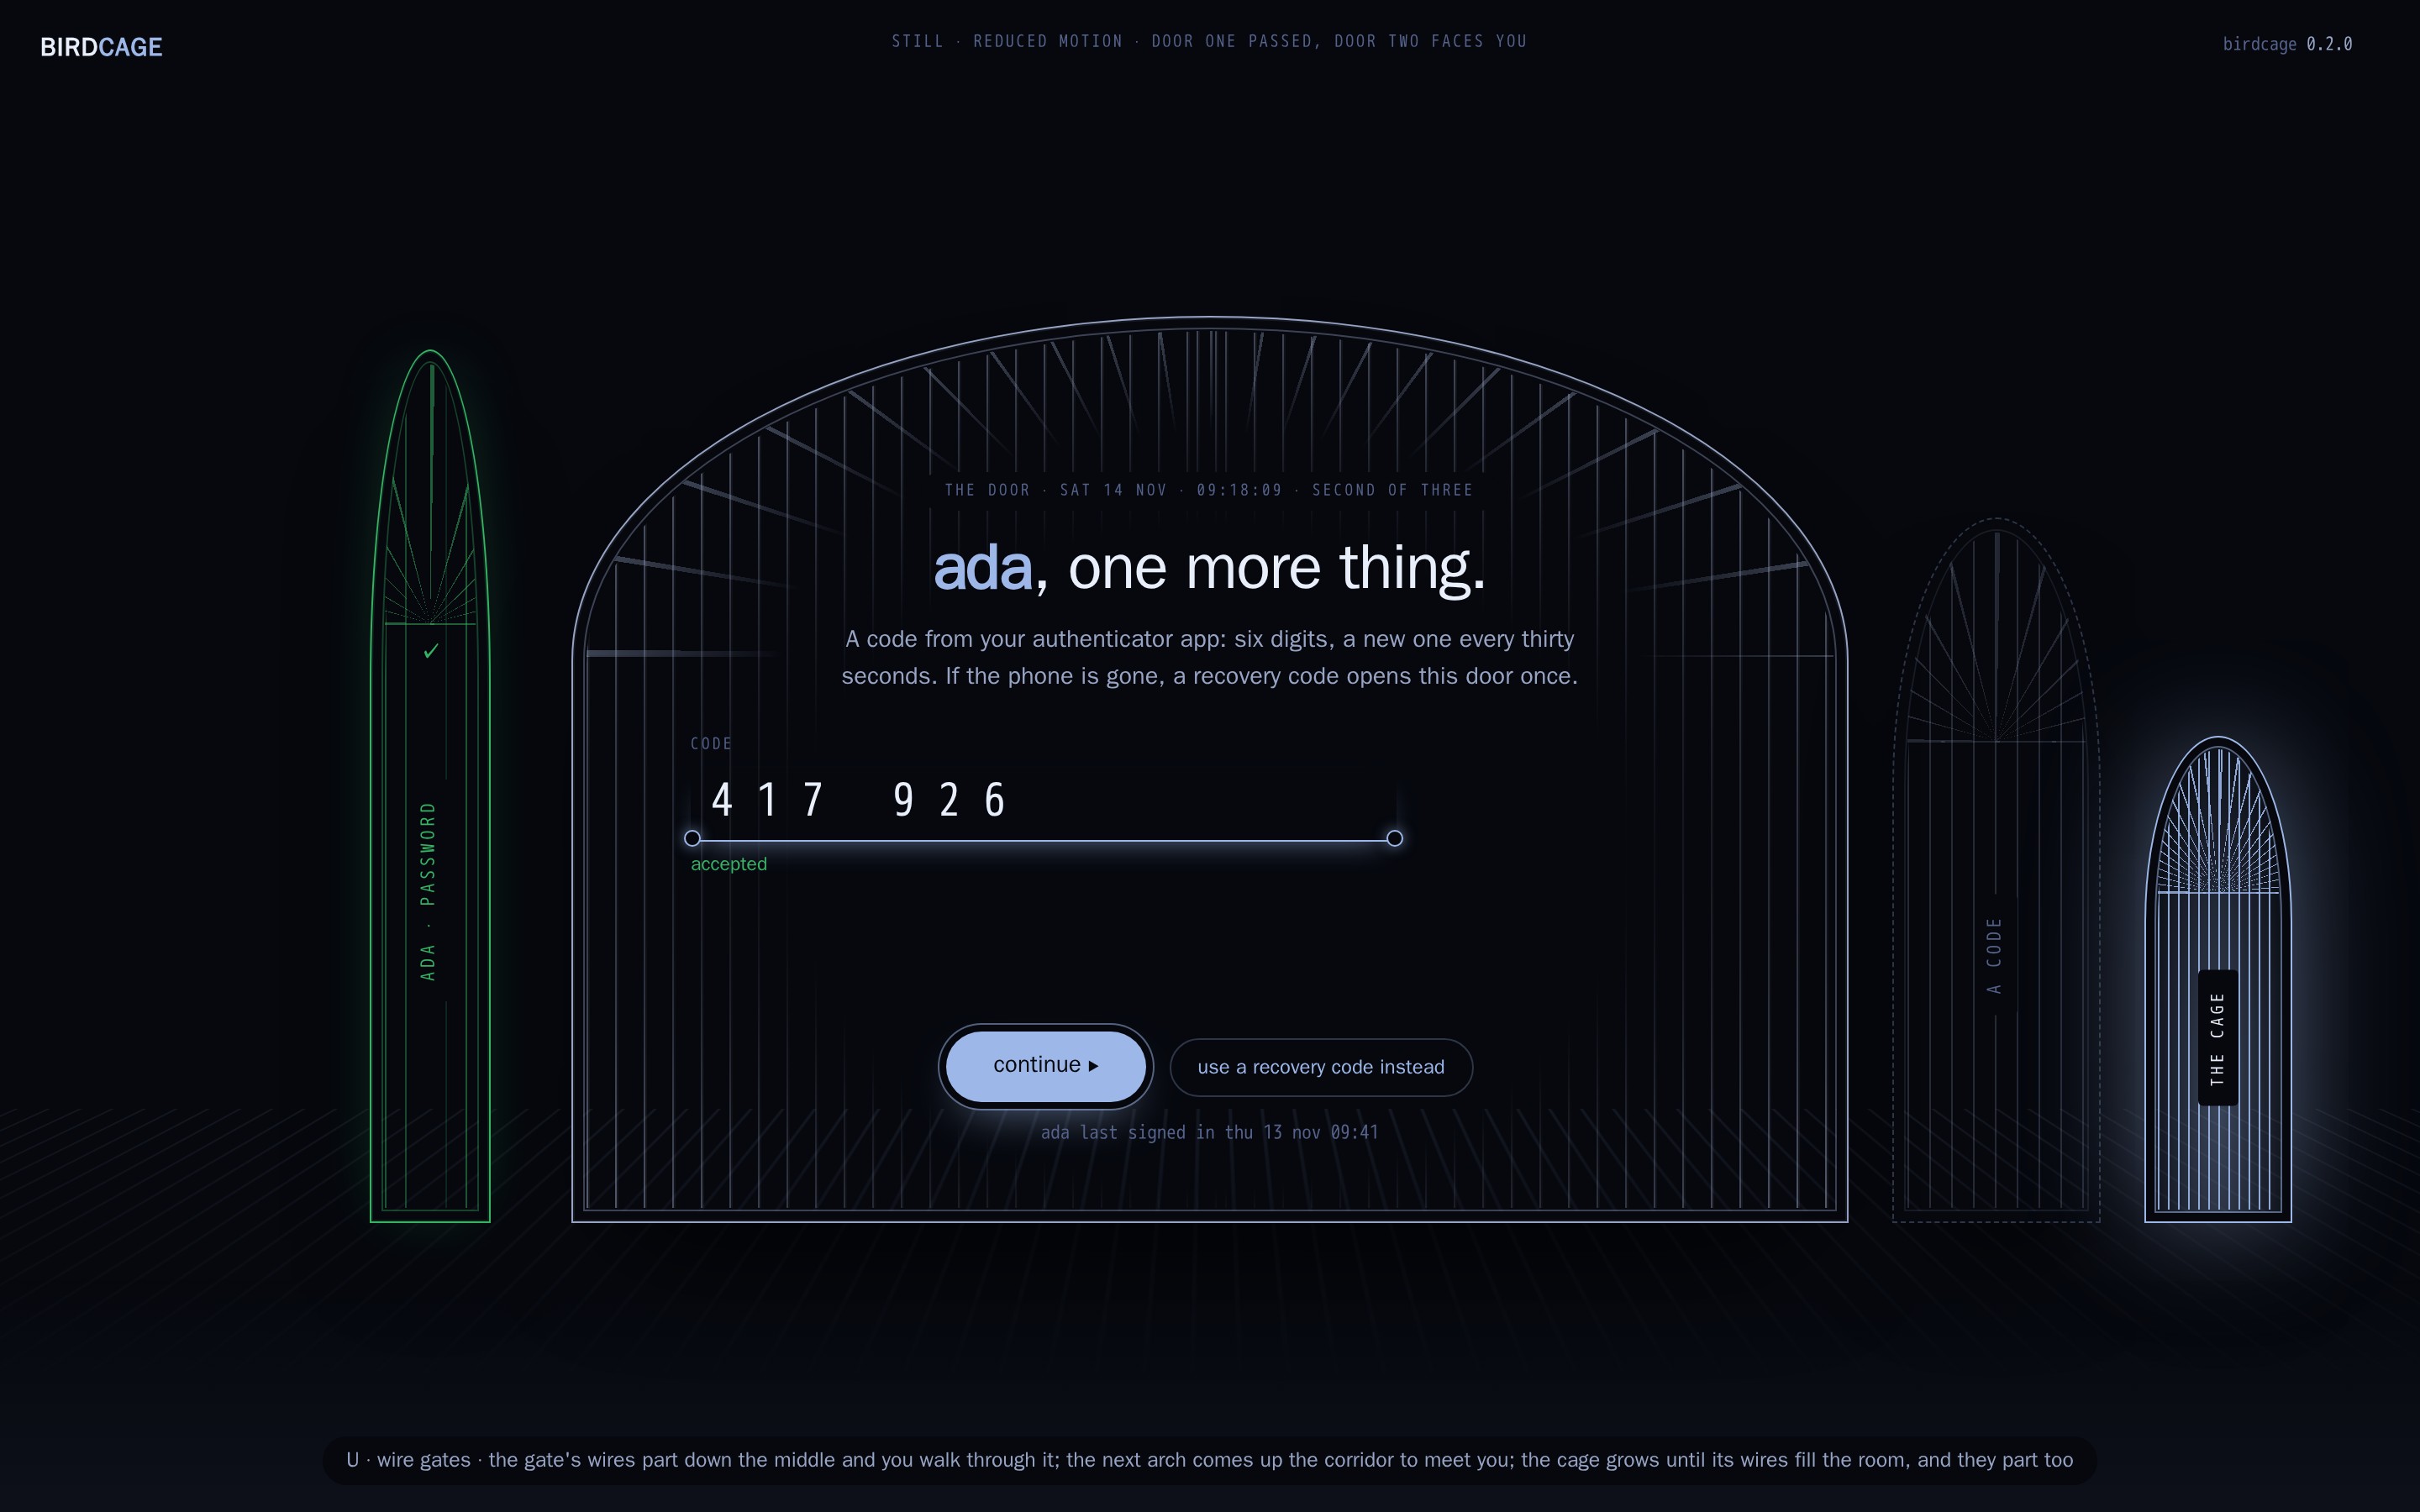 BIRDCAGE
STILL · REDUCED MOTION · DOOR ONE PASSED, DOOR TWO FACES YOU
birdcage 0.2.0
THE DOOR · SAT 14 NOV · 09:18:09 · SECOND OF THREE
ada, one more thing.
A code from your authenticator app: six digits, a new one every thirty
seconds. If the phone is gone, a recovery code opens this door once.
✓
ADA · PASSWORD
CODE
417 926
accepted
A CODE
THE CAGE
continue ▸
use a recovery code instead
ada last signed in thu 13 nov 09:41
U · wire gates · the gate's wires part down the middle and you walk through it; the next arch comes up the corridor to meet you; the cage grows until its wires fill the room, and they part too